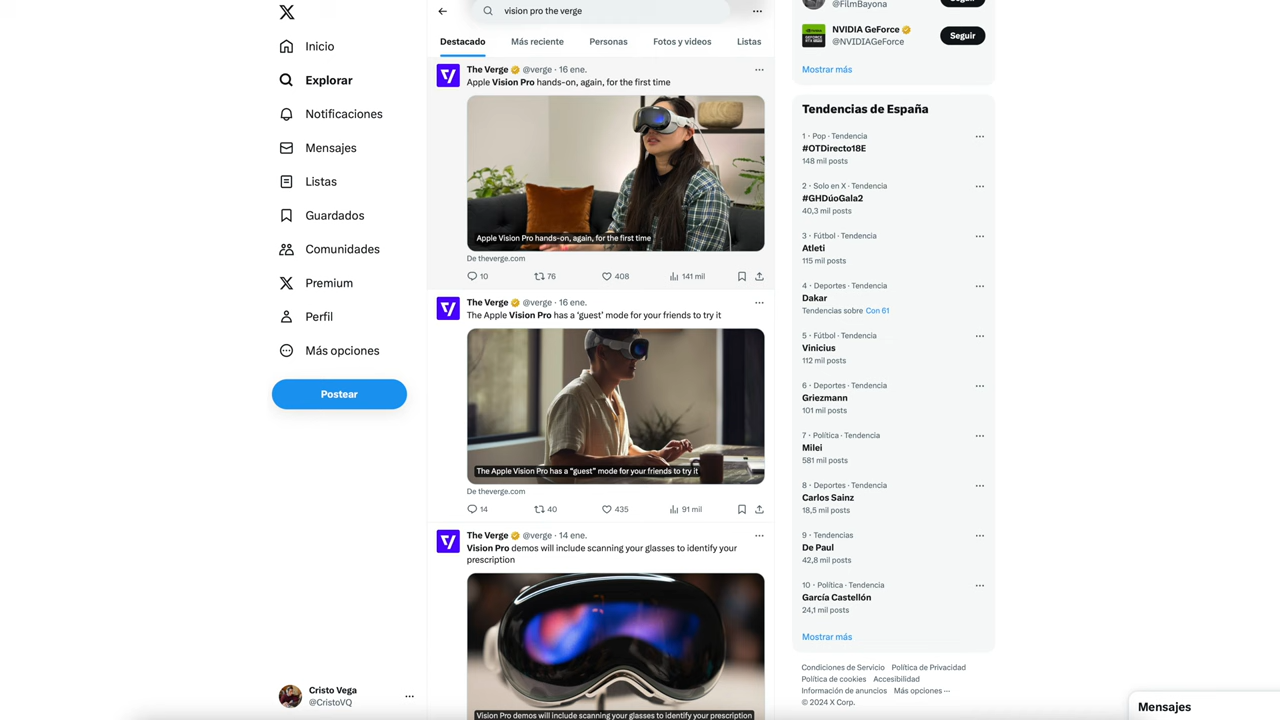 Inicio
Explorar
Notificaciones
Mensajes
Listas
Guardados
Comunidades
Premium
Perfil
Más opciones
Postear
Cristo Vega
@CristoVQ
vision pro the verge
Destacado
Más reciente
Personas
Fotos y videos
Listas
The Verge @verge · 16 ene.
Apple Vision Pro hands-on, again, for the first time
Apple Vision Pro hands-on, again, for the first time
De theverge.com
10 76 408 141 mil
The Verge @verge · 16 ene.
The Apple Vision Pro has a ‘guest’ mode for your friends to try it
The Apple Vision Pro has a “guest” mode for your friends to try it
De theverge.com
14 40 435 91 mil
The Verge @verge · 14 ene.
Vision Pro demos will include scanning your glasses to identify your
prescription
Vision Pro demos will include scanning your glasses to identify your prescription
@FilmBayona
NVIDIA GeForce
@NVIDIAGeForce
Seguir
Mostrar más
Tendencias de España
1 · Pop · Tendencia
#OTDirecto18E
148 mil posts
2 · Solo en X · Tendencia
#GHDúoGala2
40,3 mil posts
3 · Fútbol · Tendencia
Atleti
115 mil posts
4 · Deportes · Tendencia
Dakar
Tendencias sobre Con 61
5 · Fútbol · Tendencia
Vinicius
112 mil posts
6 · Deportes · Tendencia
Griezmann
101 mil posts
7 · Política · Tendencia
Milei
581 mil posts
8 · Deportes · Tendencia
Carlos Sainz
18,5 mil posts
9 · Tendencias
De Paul
42,8 mil posts
10 · Política · Tendencia
García Castellón
24,1 mil posts
Mostrar más
Condiciones de Servicio Política de Privacidad
Política de cookies Accesibilidad
Información de anuncios Más opciones ···
© 2024 X Corp.
Mensajes